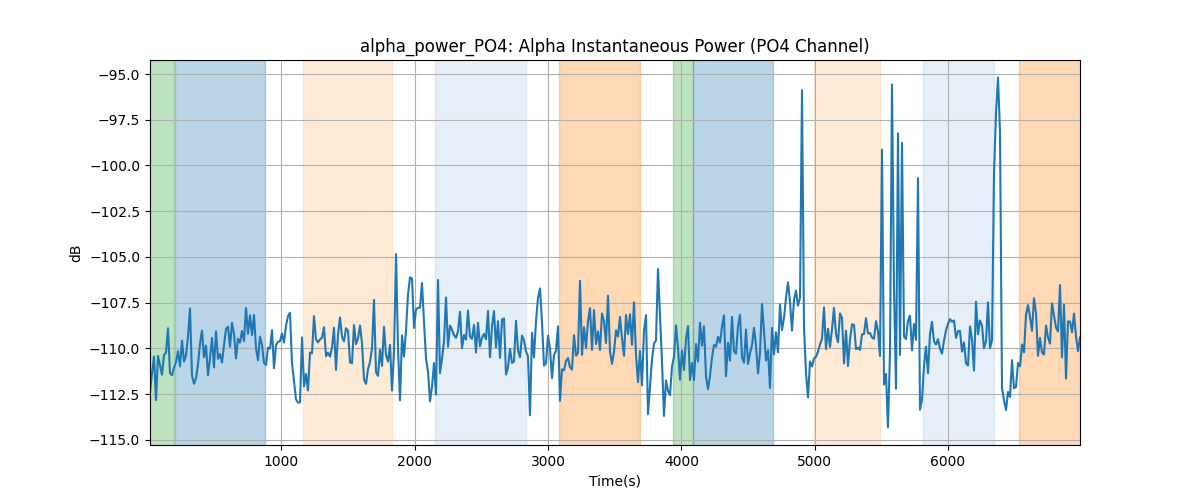 alpha_power_PO4: Alpha Instantaneous Power (PO4 Channel)
−95.0
−97.5
−100.0
−102.5
−105.0
−107.5
−110.0
−112.5
−115.0
dB
1000 2000 3000 4000 5000 6000
Time(s)